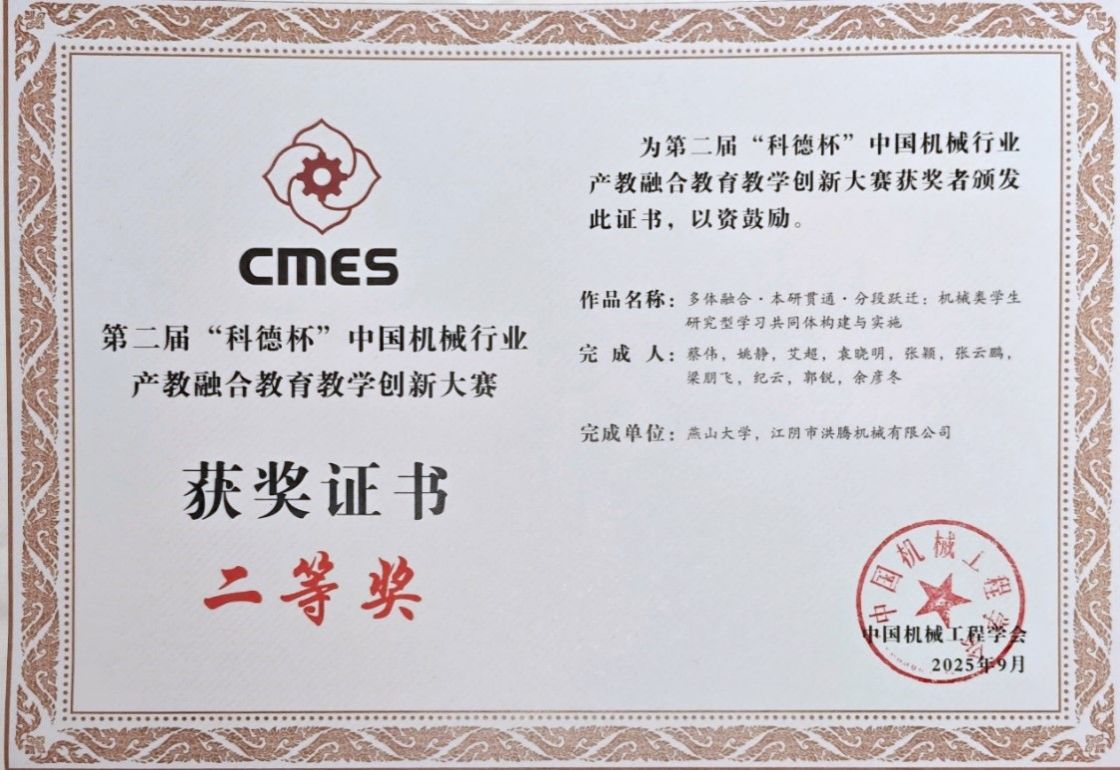 CMES
第二届“科德杯”中国机械行业
产教融合教育教学创新大赛
获奖证书
二等奖
为第二届“科德杯”中国机械行业
产教融合教育教学创新大赛获奖者颁发
此证书，以资鼓励。
作品名称：多体融合·本研贯通·分段跃迁：机械类学生
研究型学习共同体构建与实施
完成人：蔡伟，姚静，艾超，袁晓明，张颖，张云鹏，
梁朋飞，纪云，郭锐，余彦冬
完成单位：燕山大学，江阴市洪腾机械有限公司
中国机械工程学会
中国机械工程学会
2025年9月